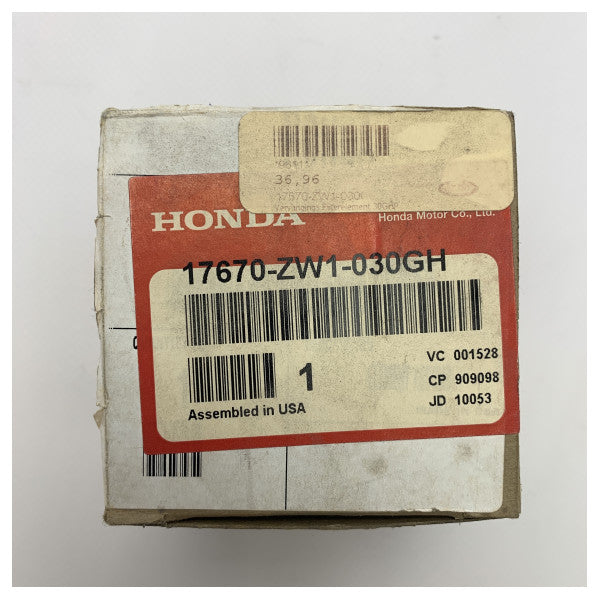 36,96
HONDA
Honda Motor Co., Ltd.
17670-ZW1-030GH
1
VC 001528
CP 909098
JD 10053
Assembled in USA